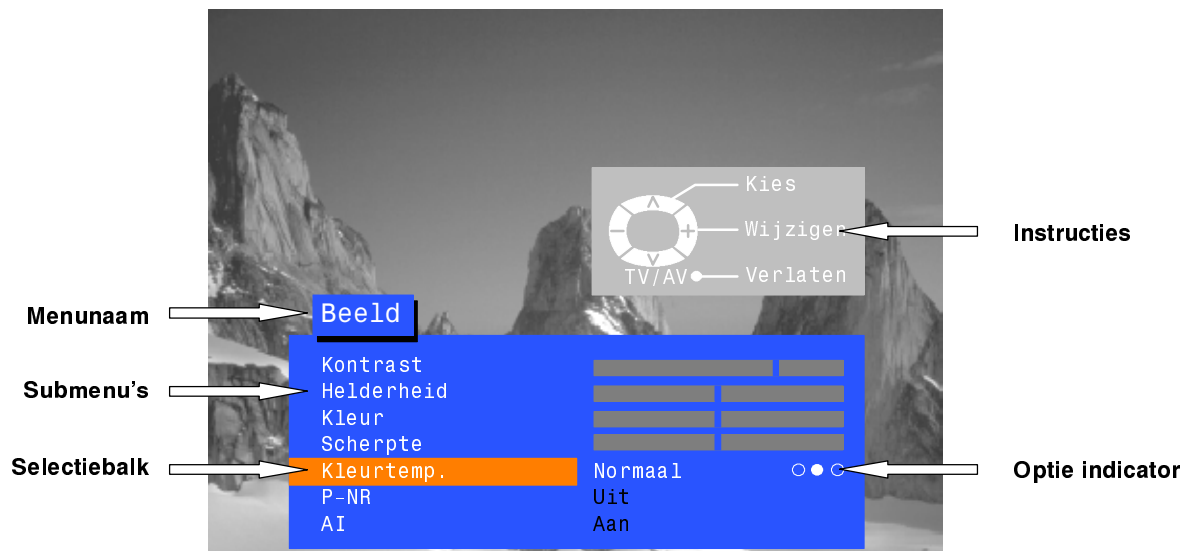 Kies
Wijzigen
Instructies
TV/AV Verlaten
Menunaam
Beeld
Kontrast
Submenu's
Helderheid
Kleur
Scherpte
Selectiebalk
Kleurtemp. Normaal
Optie indicator
P-NR Uit
AI Aan